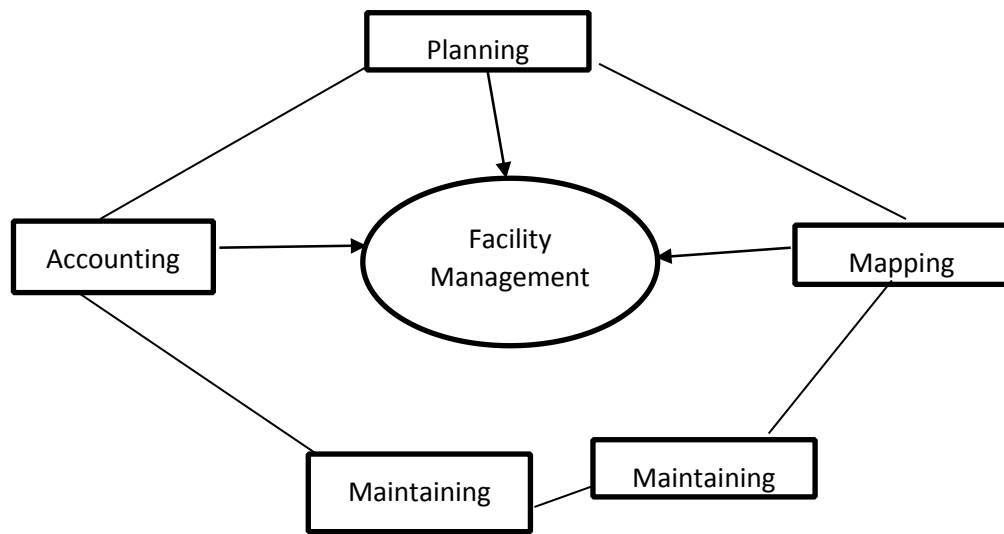 Planning
Accounting
Facility
Management
Mapping
Maintaining
Maintaining